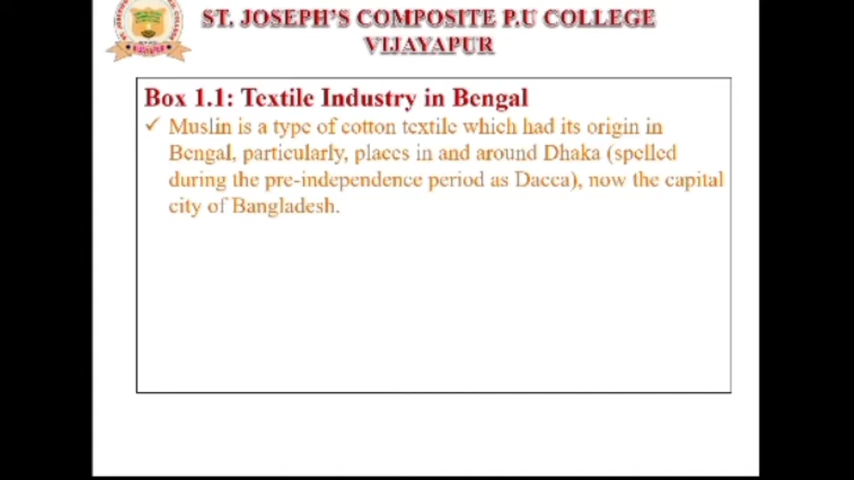 ST. JOSEPH'S COMPOSITE P.U COLLEGE
VIJAYAPUR
Box 1.1: Textile Industry in Bengal
✓ Muslin is a type of cotton textile which had its origin in
Bengal, particularly, places in and around Dhaka (spelled
during the pre-independence period as Dacca), now the capital
city of Bangladesh.